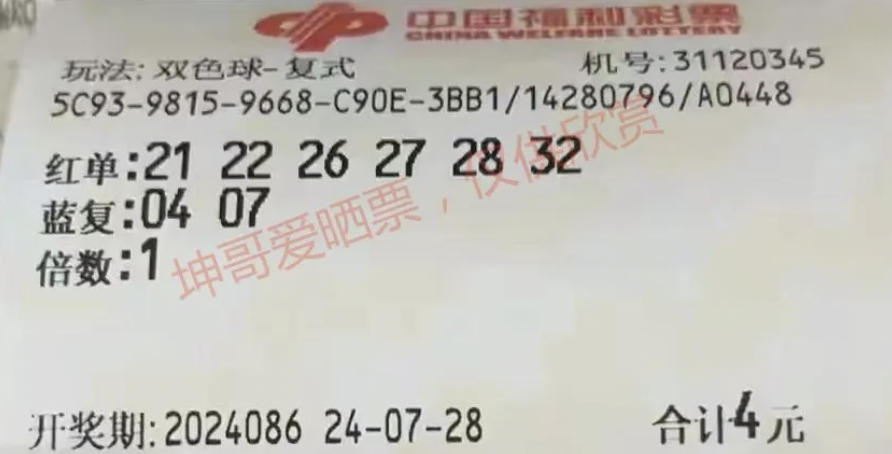 中国福利彩票
CHINA WELFARE LOTTERY
玩法: 双色球-复式 机号:31120345
5C93-9815-9668-C90E-3BB1/14280796/A0448
红单:21 22 26 27 28 32
蓝复:04 07
倍数:1
坤哥爱晒票，仅供欣赏
开奖期:2024086 24-07-28 合计4元